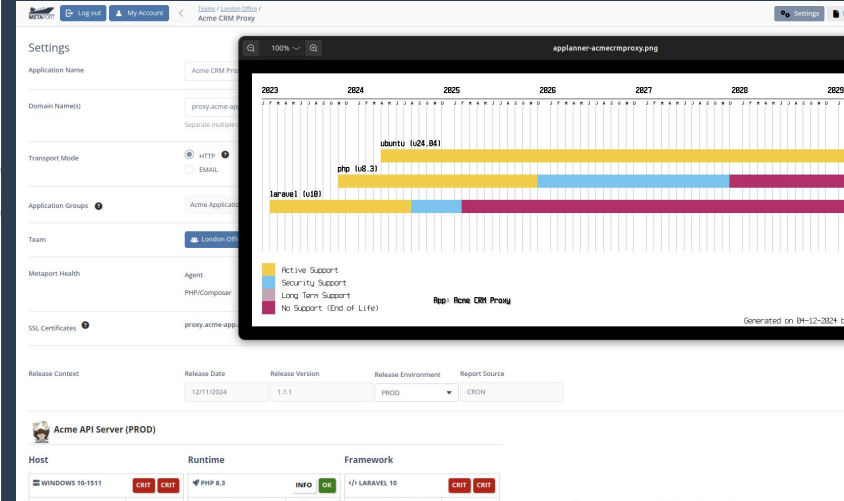 METAPORT
Log out
My Account
Teams / London Office /
Acme CRM Proxy
Settings
Settings
Application Name
Acme CRM Pro
Domain Name(s)
proxy.acme-app
Separate multiple
Transport Mode
HTTP
EMAIL
Application Groups
Acme Applicatio
Team
London Offi
Metaport Health
Agent
PHP/Composer
SSL Certificates
proxy.acme-app.
100%
applanner-acmecrmproxy.png
2023 2024 2025 2026 2027 2028 2029
J F M A M J J A S O N D J F M A M J J A S O N D J F M A M J J A S O N D J F M A M J J A S O N D J F M A M J J A S O N D J F M A M J J A S O N D J
ubuntu (v24.04)
php (v8.3)
laravel (v10)
Active Support
Security Support
Long Term Support
No Support (End of Life)
App: Acme CRM Proxy
Generated on 04-12-2024 b
Release Context
Release Date Release Version Release Environment Report Source
12/11/2024 1.1.1 PROD CRON
Acme API Server (PROD)
Host Runtime Framework
WINDOWS 10-1511 CRIT CRIT PHP 8.3 INFO OK </> LARAVEL 10 CRIT CRIT